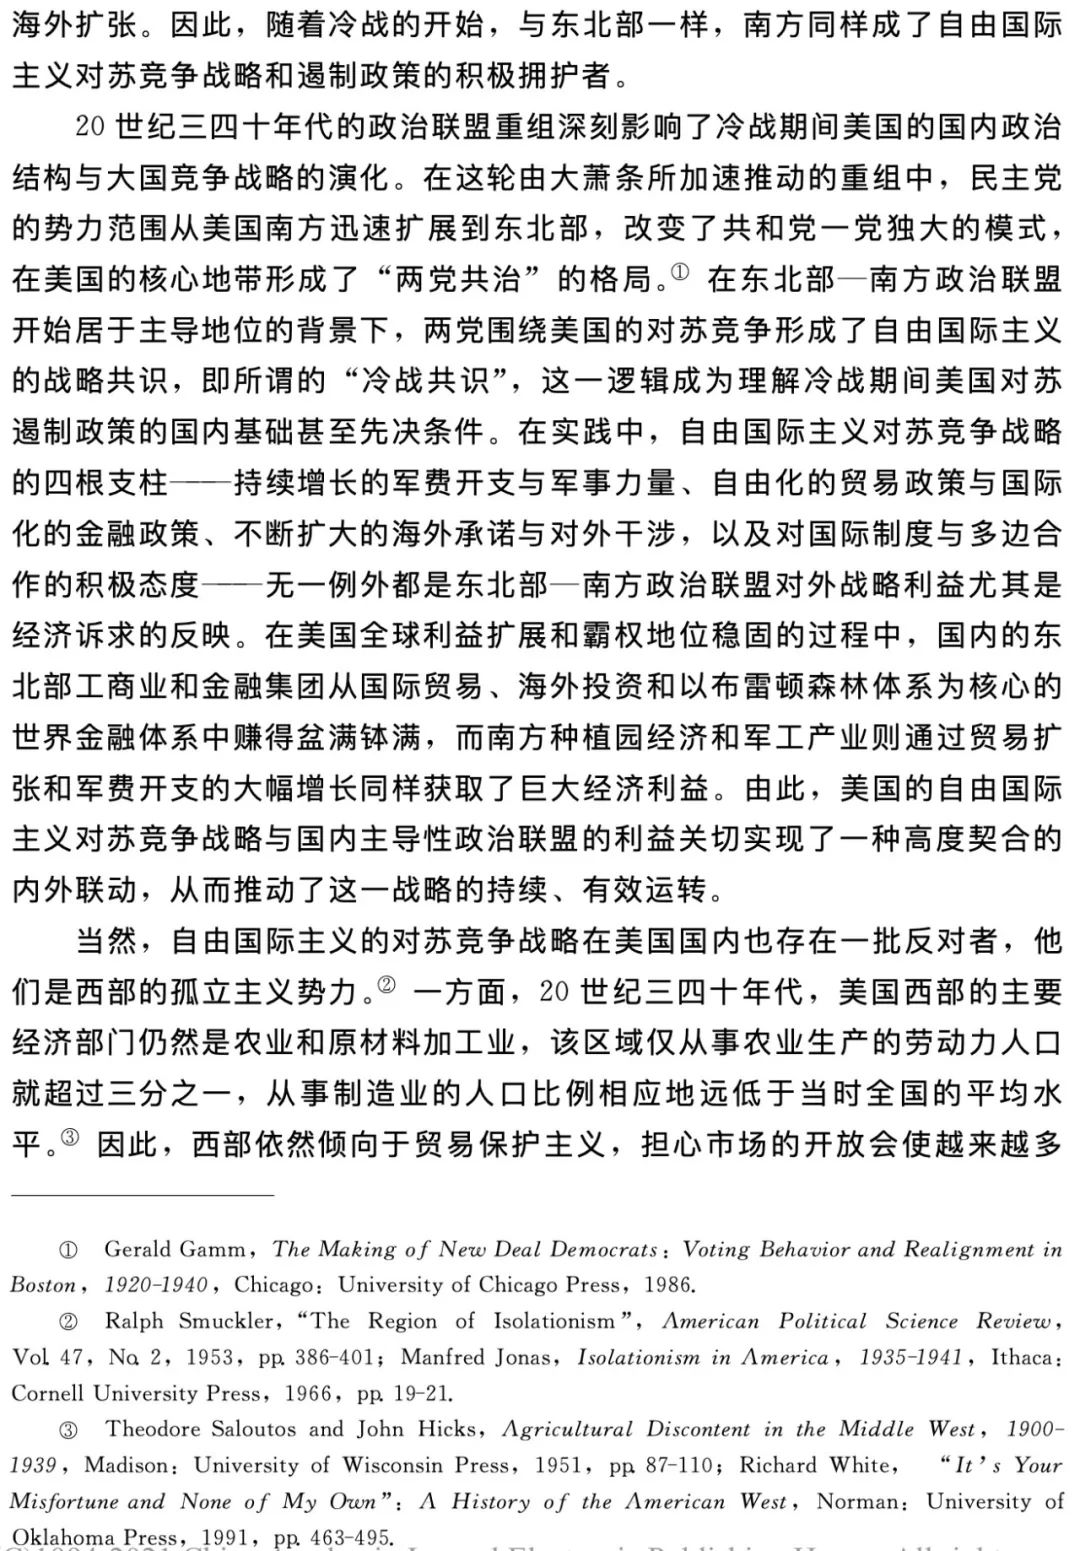 海外扩张。因此，随着冷战的开始，与东北部一样，南方同样成了自由国际
主义对苏竞争战略和遏制政策的积极拥护者。
20 世纪三四十年代的政治联盟重组深刻影响了冷战期间美国的国内政治
结构与大国竞争战略的演化。在这轮由大萧条所加速推动的重组中，民主党
的势力范围从美国南方迅速扩展到东北部，改变了共和党一党独大的模式，
在美国的核心地带形成了“两党共治”的格局。① 在东北部—南方政治联盟
开始居于主导地位的背景下，两党围绕美国的对苏竞争形成了自由国际主义
的战略共识，即所谓的“冷战共识”，这一逻辑成为理解冷战期间美国对苏
遏制政策的国内基础甚至先决条件。在实践中，自由国际主义对苏竞争战略
的四根支柱——持续增长的军费开支与军事力量、自由化的贸易政策与国际
化的金融政策、不断扩大的海外承诺与对外干涉，以及对国际制度与多边合
作的积极态度——无一例外都是东北部—南方政治联盟对外战略利益尤其是
经济诉求的反映。在美国全球利益扩展和霸权地位稳固的过程中，国内的东
北部工商业和金融集团从国际贸易、海外投资和以布雷顿森林体系为核心的
世界金融体系中赚得盆满钵满，而南方种植园经济和军工产业则通过贸易扩
张和军费开支的大幅增长同样获取了巨大经济利益。由此，美国的自由国际
主义对苏竞争战略与国内主导性政治联盟的利益关切实现了一种高度契合的
内外联动，从而推动了这一战略的持续、有效运转。
当然，自由国际主义的对苏竞争战略在美国国内也存在一批反对者，他
们是西部的孤立主义势力。② 一方面，20 世纪三四十年代，美国西部的主要
经济部门仍然是农业和原材料加工业，该区域仅从事农业生产的劳动力人口
就超过三分之一，从事制造业的人口比例相应地远低于当时全国的平均水
平。③ 因此，西部依然倾向于贸易保护主义，担心市场的开放会使越来越多
① Gerald Gamm，The Making of New Deal Democrats：Voting Behavior and Realignment in
Boston，1920-1940，Chicago：University of Chicago Press，1986.
② Ralph Smuckler，“The Region of Isolationism”，American Political Science Review，
Vol. 47，No. 2，1953，pp. 386-401；Manfred Jonas，Isolationism in America，1935-1941，Ithaca：
Cornell University Press，1966，pp. 19-21.
③ Theodore Saloutos and John Hicks，Agricultural Discontent in the Middle West，1900-
1939，Madison：University of Wisconsin Press，1951，pp. 87-110；Richard White， “It’s Your
Misfortune and None of My Own”：A History of the American West，Norman：University of
Oklahoma Press，1991，pp. 463-495.